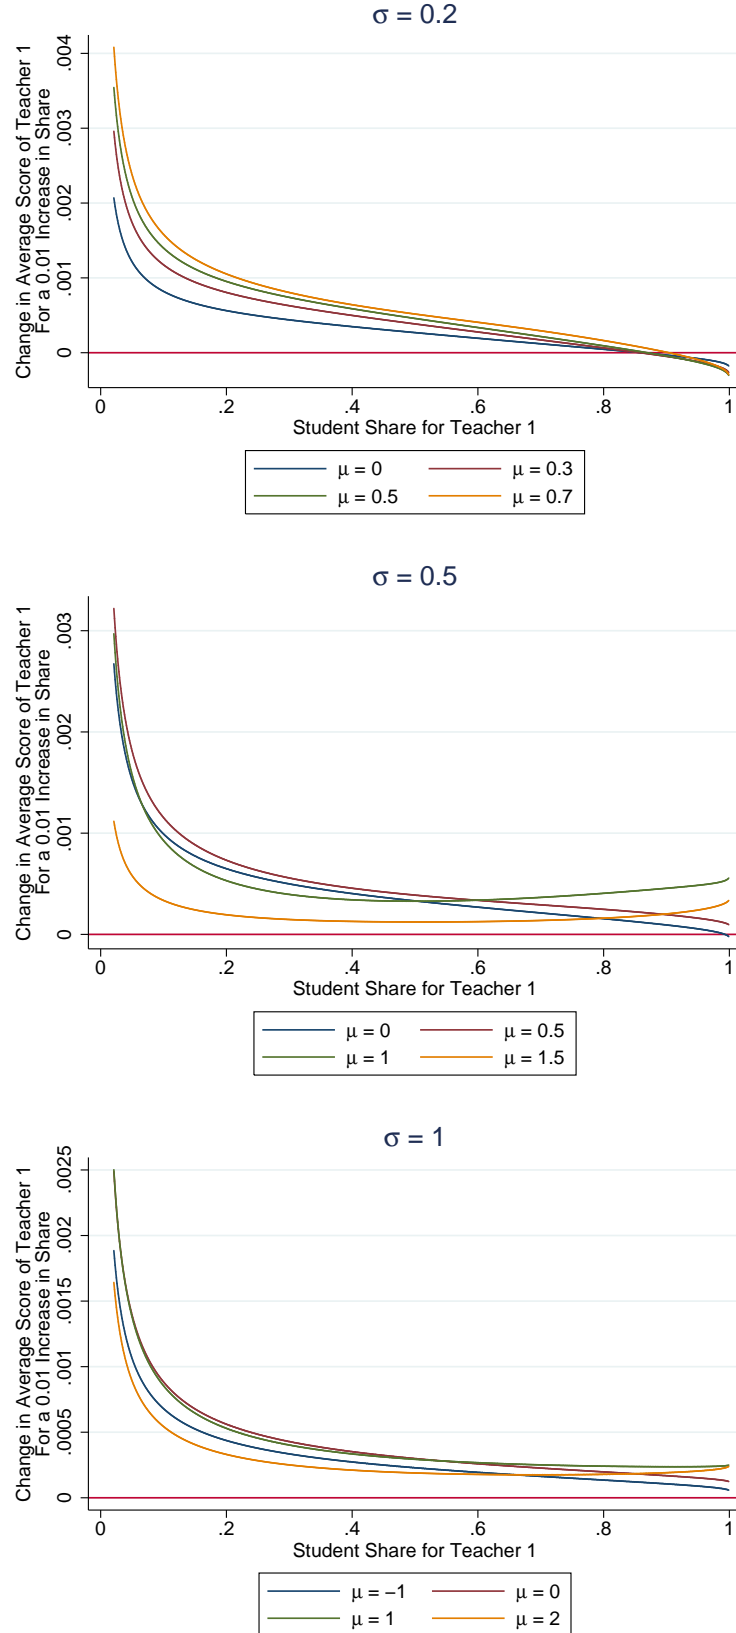 σ = 0.2
Change in Average Score of Teacher 1
For a 0.01 Increase in Share
.004
.003
.002
.001
0
0 .2 .4 .6 .8 1
Student Share for Teacher 1
μ = 0 μ = 0.3
μ = 0.5 μ = 0.7
σ = 0.5
Change in Average Score of Teacher 1
For a 0.01 Increase in Share
.003
.002
.001
0
0 .2 .4 .6 .8 1
Student Share for Teacher 1
μ = 0 μ = 0.5
μ = 1 μ = 1.5
σ = 1
Change in Average Score of Teacher 1
For a 0.01 Increase in Share
.0025
.002
.0015
.001
.0005
0
0 .2 .4 .6 .8 1
Student Share for Teacher 1
μ = −1 μ = 0
μ = 1 μ = 2